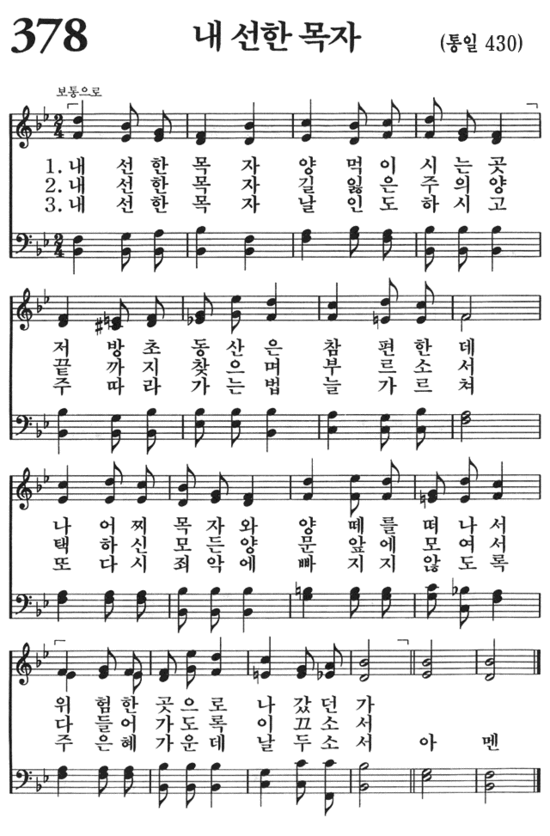 378 내 선한 목자 (통일 430)
보통으로
1. 내 선 한 목 자 양 먹 이 시 는 곳
2. 내 선 한 목 자 길 잃 은 주 의 양
3. 내 선 한 목 자 날 인 도 하 시 고
저 방 초 동 산 은 참 편 한 데
끝 까 지 찾 으 며 부 르 소 서
주 따 라 가 는 법 늘 가 르 쳐
나 어 찌 목 자 와 양 떼 를 떠 나 서
택 하 신 모 든 양 문 앞 에 모 여 서
또 다 시 죄 악 에 빠 지 지 않 도 록
위 험 한 곳 으 로 나 갔 던 가
다 들 어 가 도 록 이 끄 소 서
주 은 혜 가 운 데 날 두 소 서 아 멘